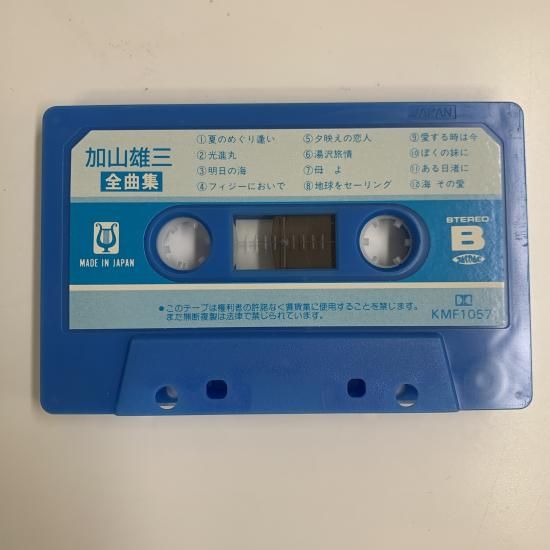 JAPAN
加山雄三
全曲集
①夏のめぐり逢い
②光進丸
③明日の海
④フィジーにおいで
⑤夕映えの恋人
⑥湯沢旅情
⑦母 よ
⑧地球をセーリング
⑨愛する時は今
⑩ぼくの妹に
⑪ある日渚に
⑫海 その愛
MADE IN JAPAN
STEREO
B
●このテープは権利者の許諾なく賃貸業に使用することを禁じます。
また無断複製は法律で禁じられています。
KMF1057